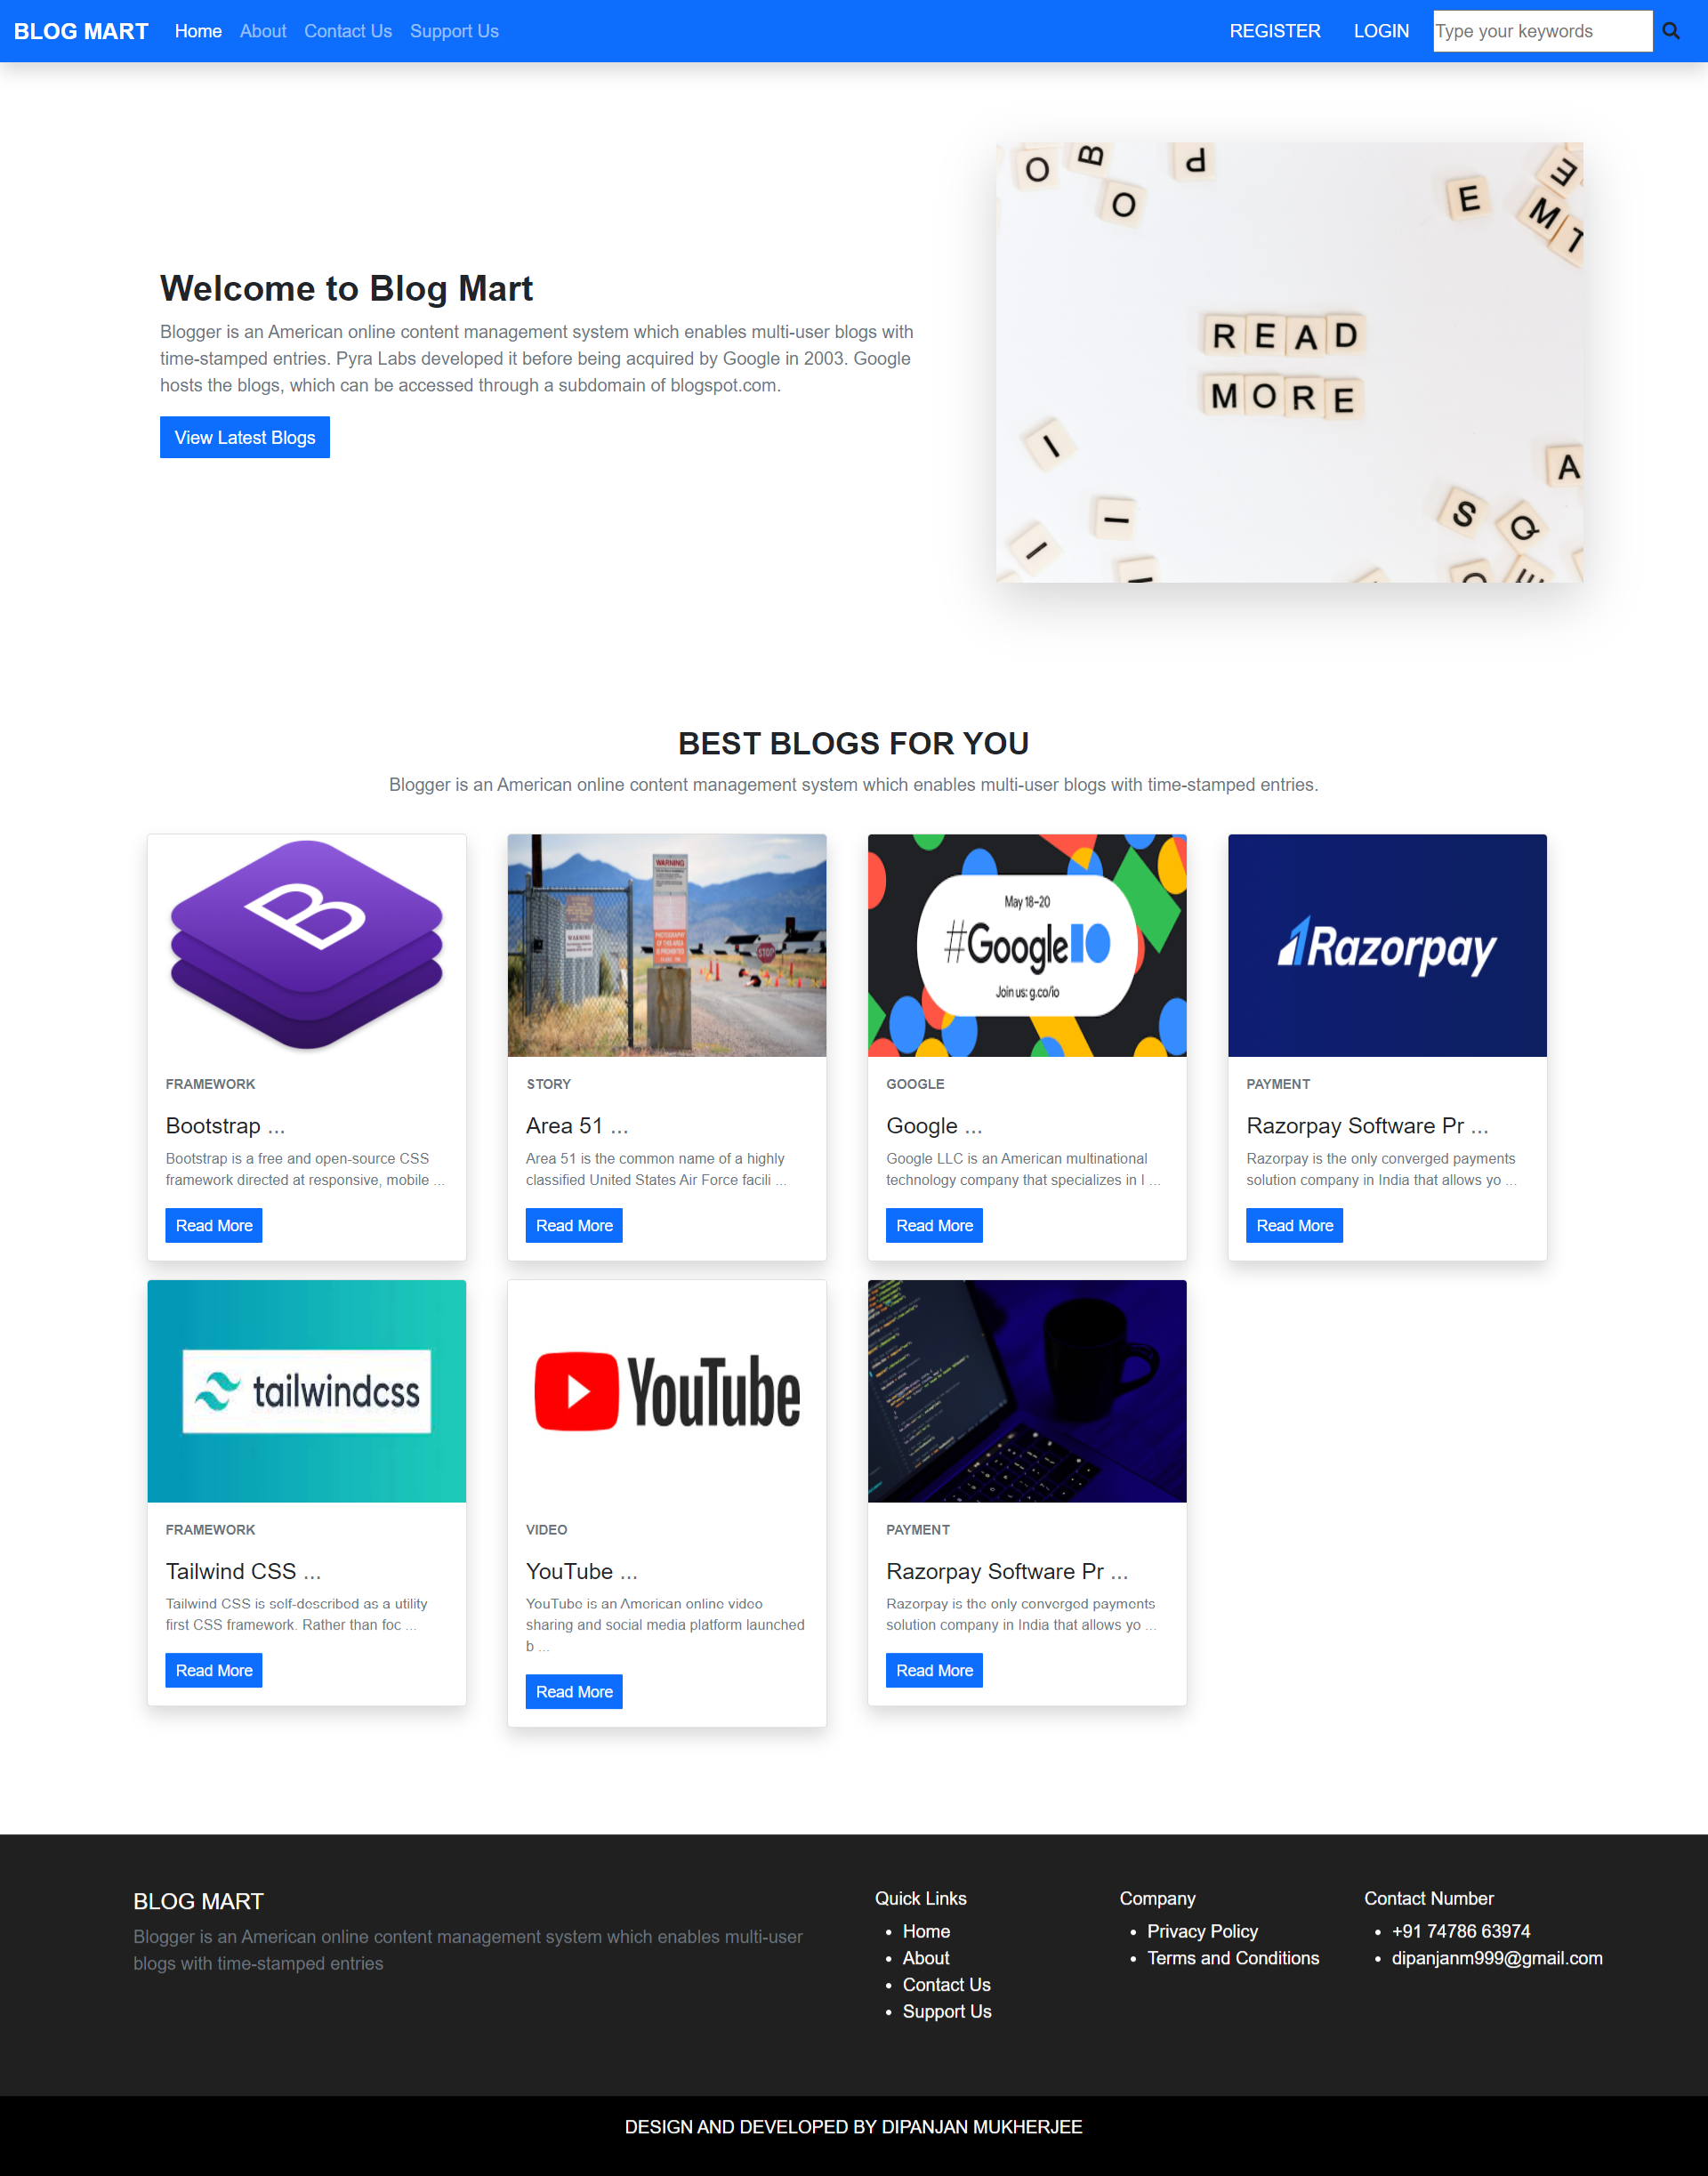 BLOG MART Home About Contact Us Support Us REGISTER LOGIN Type your keywords
O B P E E M T
O
READ
MORE
I
I
I
A
S Q
Welcome to Blog Mart
Blogger is an American online content management system which enables multi-user blogs with
time-stamped entries. Pyra Labs developed it before being acquired by Google in 2003. Google
hosts the blogs, which can be accessed through a subdomain of blogspot.com.
View Latest Blogs
BEST BLOGS FOR YOU
Blogger is an American online content management system which enables multi-user blogs with time-stamped entries.
B
FRAMEWORK
Bootstrap ...
Bootstrap is a free and open-source CSS
framework directed at responsive, mobile ...
Read More
WARNING
WARNING
PHOTOGRAPHY
OF THIS AREA
IS PROHIBITED
STOP
STORY
Area 51 ...
Area 51 is the common name of a highly
classified United States Air Force facili ...
Read More
May 18-20
#GoogleIO
Join us: g.co/io
GOOGLE
Google ...
Google LLC is an American multinational
technology company that specializes in I ...
Read More
Razorpay
PAYMENT
Razorpay Software Pr ...
Razorpay is the only converged payments
solution company in India that allows yo ...
Read More
tailwindcss
FRAMEWORK
Tailwind CSS ...
Tailwind CSS is self-described as a utility
first CSS framework. Rather than foc ...
Read More
YouTube
VIDEO
YouTube ...
YouTube is an American online video
sharing and social media platform launched
b ...
Read More
PAYMENT
Razorpay Software Pr ...
Razorpay is the only converged payments
solution company in India that allows yo ...
Read More
BLOG MART
Blogger is an American online content management system which enables multi-user
blogs with time-stamped entries
Quick Links
Home
About
Contact Us
Support Us
Company
Privacy Policy
Terms and Conditions
Contact Number
+91 74786 63974
dipanjanm999@gmail.com
DESIGN AND DEVELOPED BY DIPANJAN MUKHERJEE